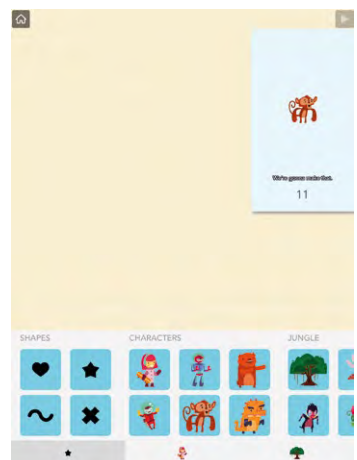 We're gonna make that.
11
SHAPES
CHARACTERS
JUNGLE